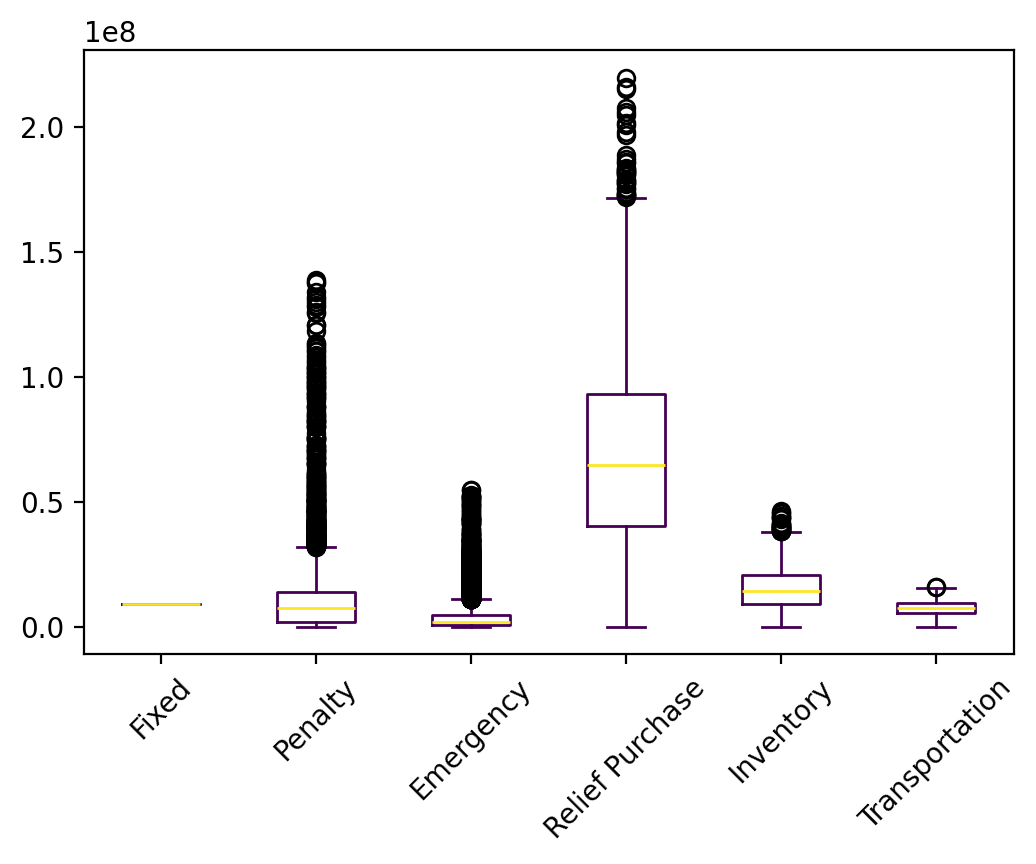 1e8
2.0
1.5
1.0
0.5
0.0
Fixed
Penalty
Emergency
Relief Purchase
Inventory
Transportation